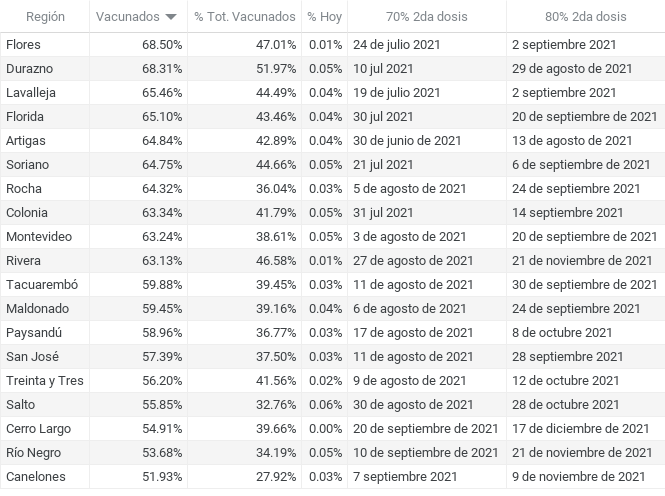 Región Vacunados % Tot. Vacunados % Hoy 70% 2da dosis 80% 2da dosis
Flores 68.50% 47.01% 0.01% 24 de julio 2021 2 septiembre 2021
Durazno 68.31% 51.97% 0.05% 10 jul 2021 29 de agosto de 2021
Lavalleja 65.46% 44.49% 0.04% 19 de julio 2021 2 septiembre 2021
Florida 65.10% 43.46% 0.04% 30 jul 2021 20 de septiembre de 2021
Artigas 64.84% 42.89% 0.04% 30 de junio de 2021 13 de agosto de 2021
Soriano 64.75% 44.66% 0.05% 21 jul 2021 6 de septiembre de 2021
Rocha 64.32% 36.04% 0.03% 5 de agosto de 2021 24 de septiembre 2021
Colonia 63.34% 41.79% 0.05% 31 jul 2021 14 septiembre 2021
Montevideo 63.24% 38.61% 0.05% 3 de agosto de 2021 20 de septiembre de 2021
Rivera 63.13% 46.58% 0.01% 27 de agosto de 2021 21 de noviembre de 2021
Tacuarembó 59.88% 39.45% 0.03% 11 de agosto de 2021 30 de septiembre de 2021
Maldonado 59.45% 39.16% 0.04% 6 de agosto de 2021 24 de septiembre 2021
Paysandú 58.96% 36.77% 0.03% 17 de agosto de 2021 8 de octubre 2021
San José 57.39% 37.50% 0.03% 11 de agosto de 2021 28 septiembre 2021
Treinta y Tres 56.20% 41.56% 0.02% 9 de agosto de 2021 12 de octubre 2021
Salto 55.85% 32.76% 0.06% 30 de agosto de 2021 28 de octubre 2021
Cerro Largo 54.91% 39.66% 0.00% 20 de septiembre de 2021 17 de diciembre de 2021
Río Negro 53.68% 34.19% 0.05% 10 de septiembre de 2021 21 de noviembre de 2021
Canelones 51.93% 27.92% 0.03% 7 septiembre 2021 9 de noviembre de 2021